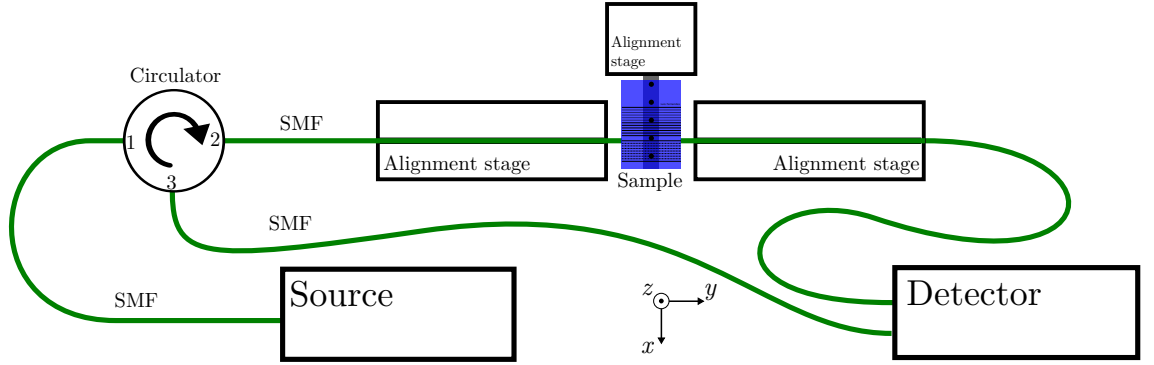 Alignment
stage
Circulator
SMF
1
2
3
Alignment stage
Sample
Alignment stage
SMF
SMF
Source
z
y
x
Detector